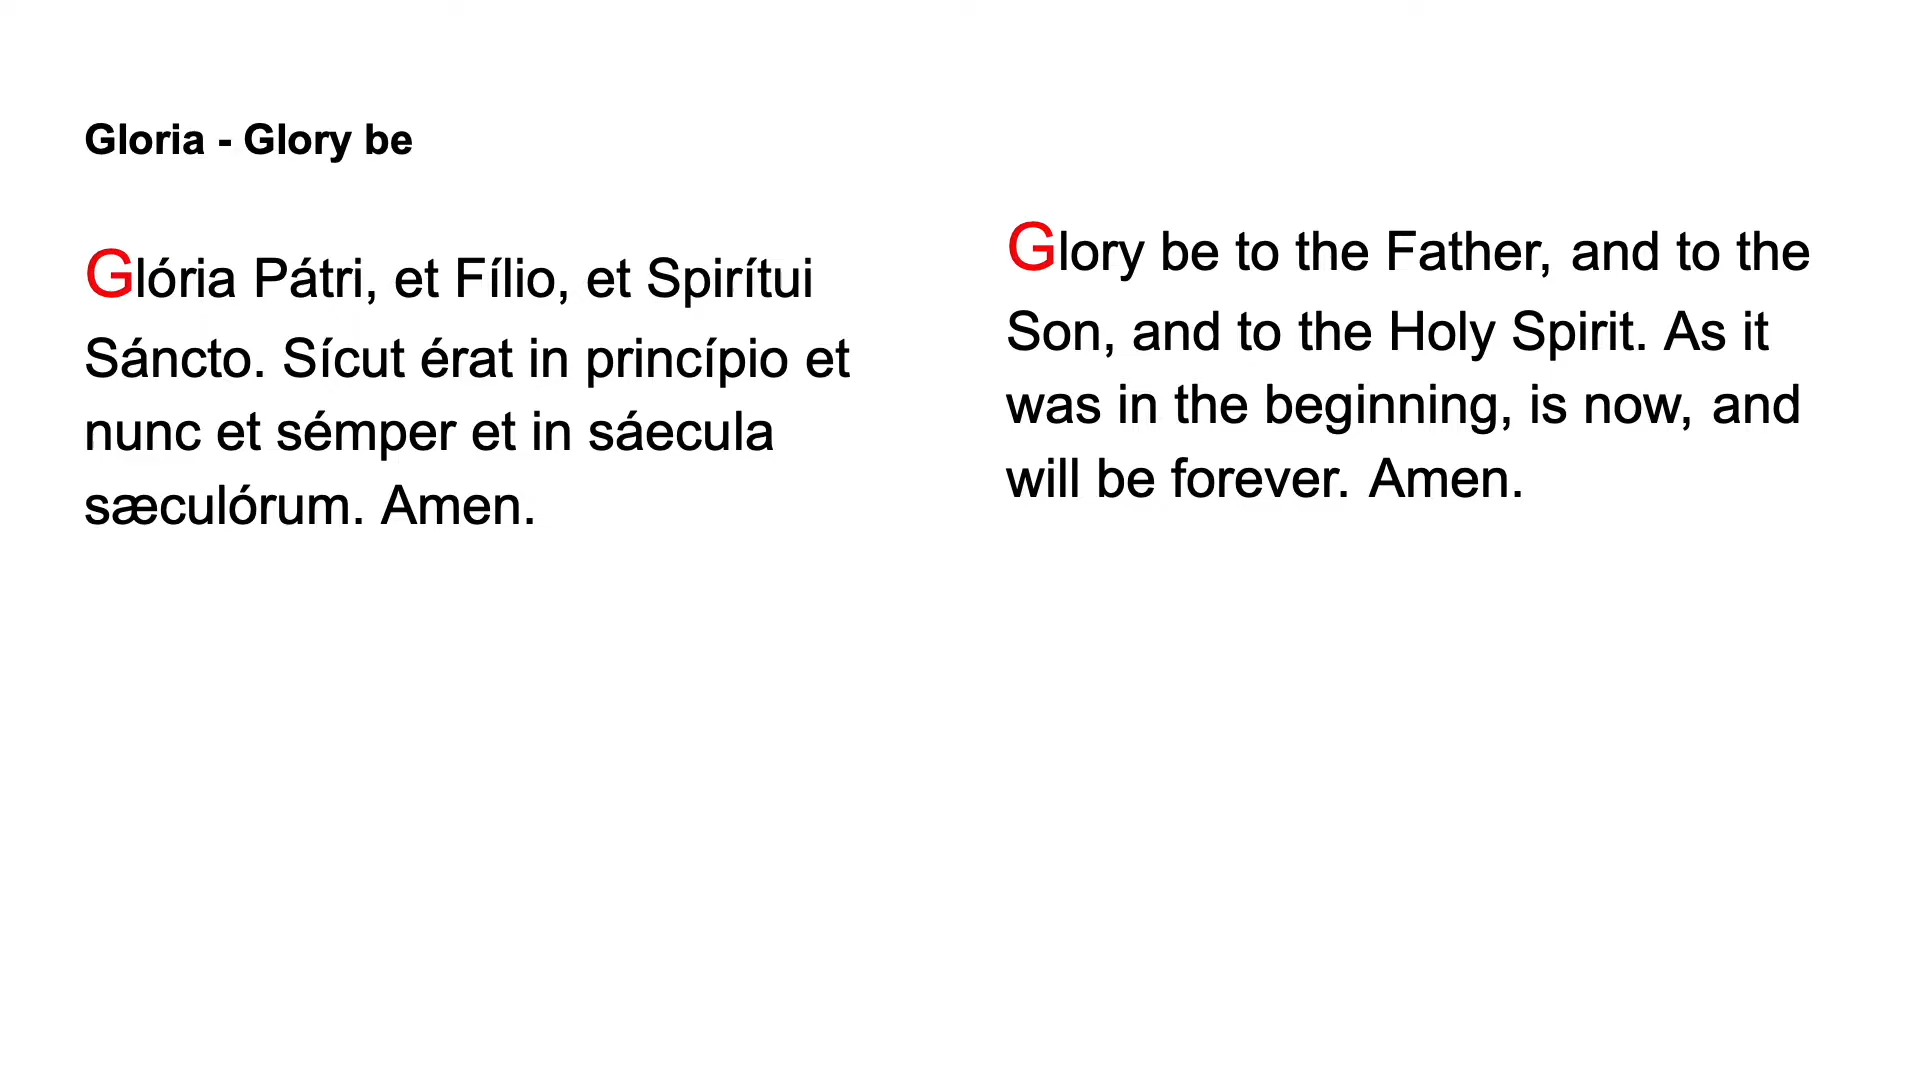 Gloria - Glory be
Glória Pátri, et Fílio, et Spirítui
Sáncto. Sícut érat in princípio et
nunc et sémper et in sáecula
sæculórum. Amen.
Glory be to the Father, and to the
Son, and to the Holy Spirit. As it
was in the beginning, is now, and
will be forever. Amen.